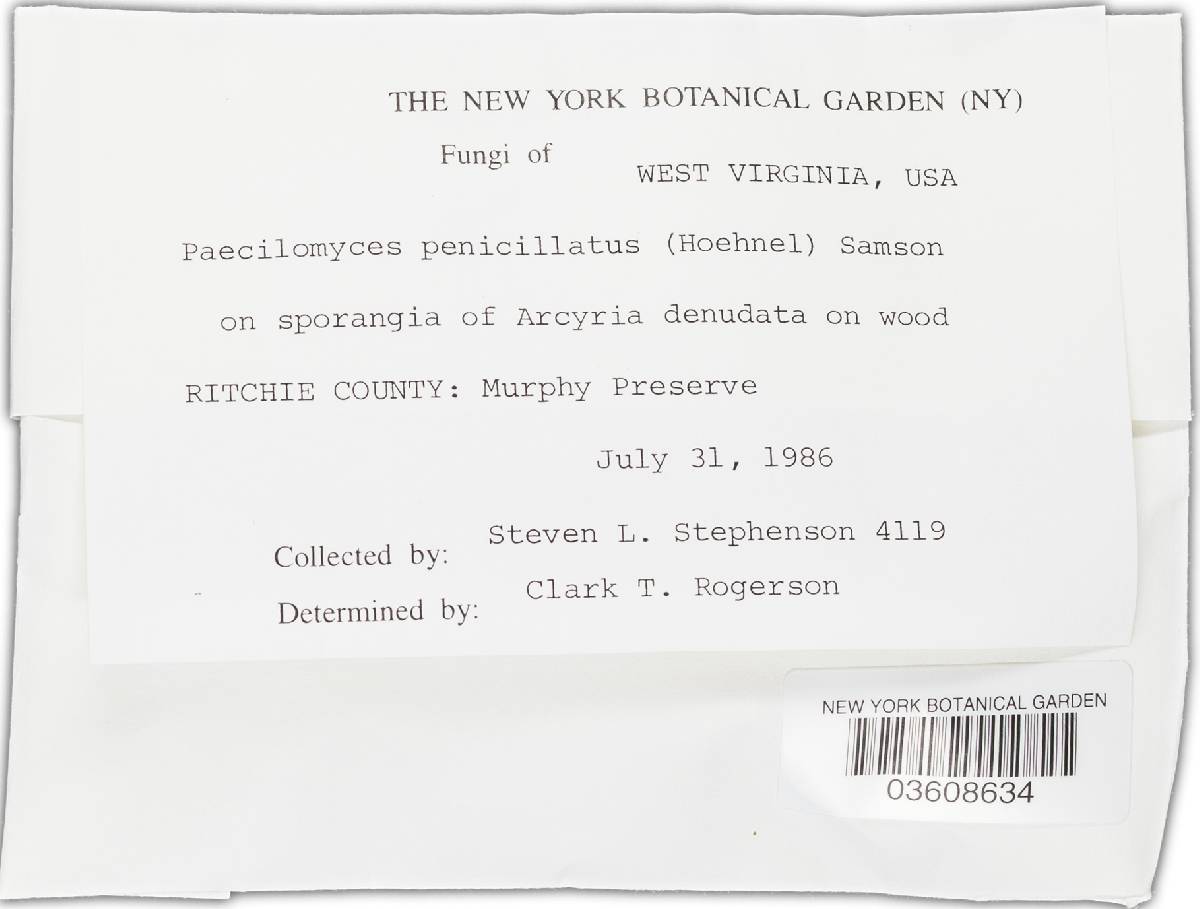 THE NEW YORK BOTANICAL GARDEN (NY)
Fungi of WEST VIRGINIA, USA
Paecilomyces penicillatus (Hoehnel) Samson
on sporangia of Arcyria denudata on wood
RITCHIE COUNTY: Murphy Preserve
July 31, 1986
Collected by: Steven L. Stephenson 4119
Determined by: Clark T. Rogerson
NEW YORK BOTANICAL GARDEN
03608634